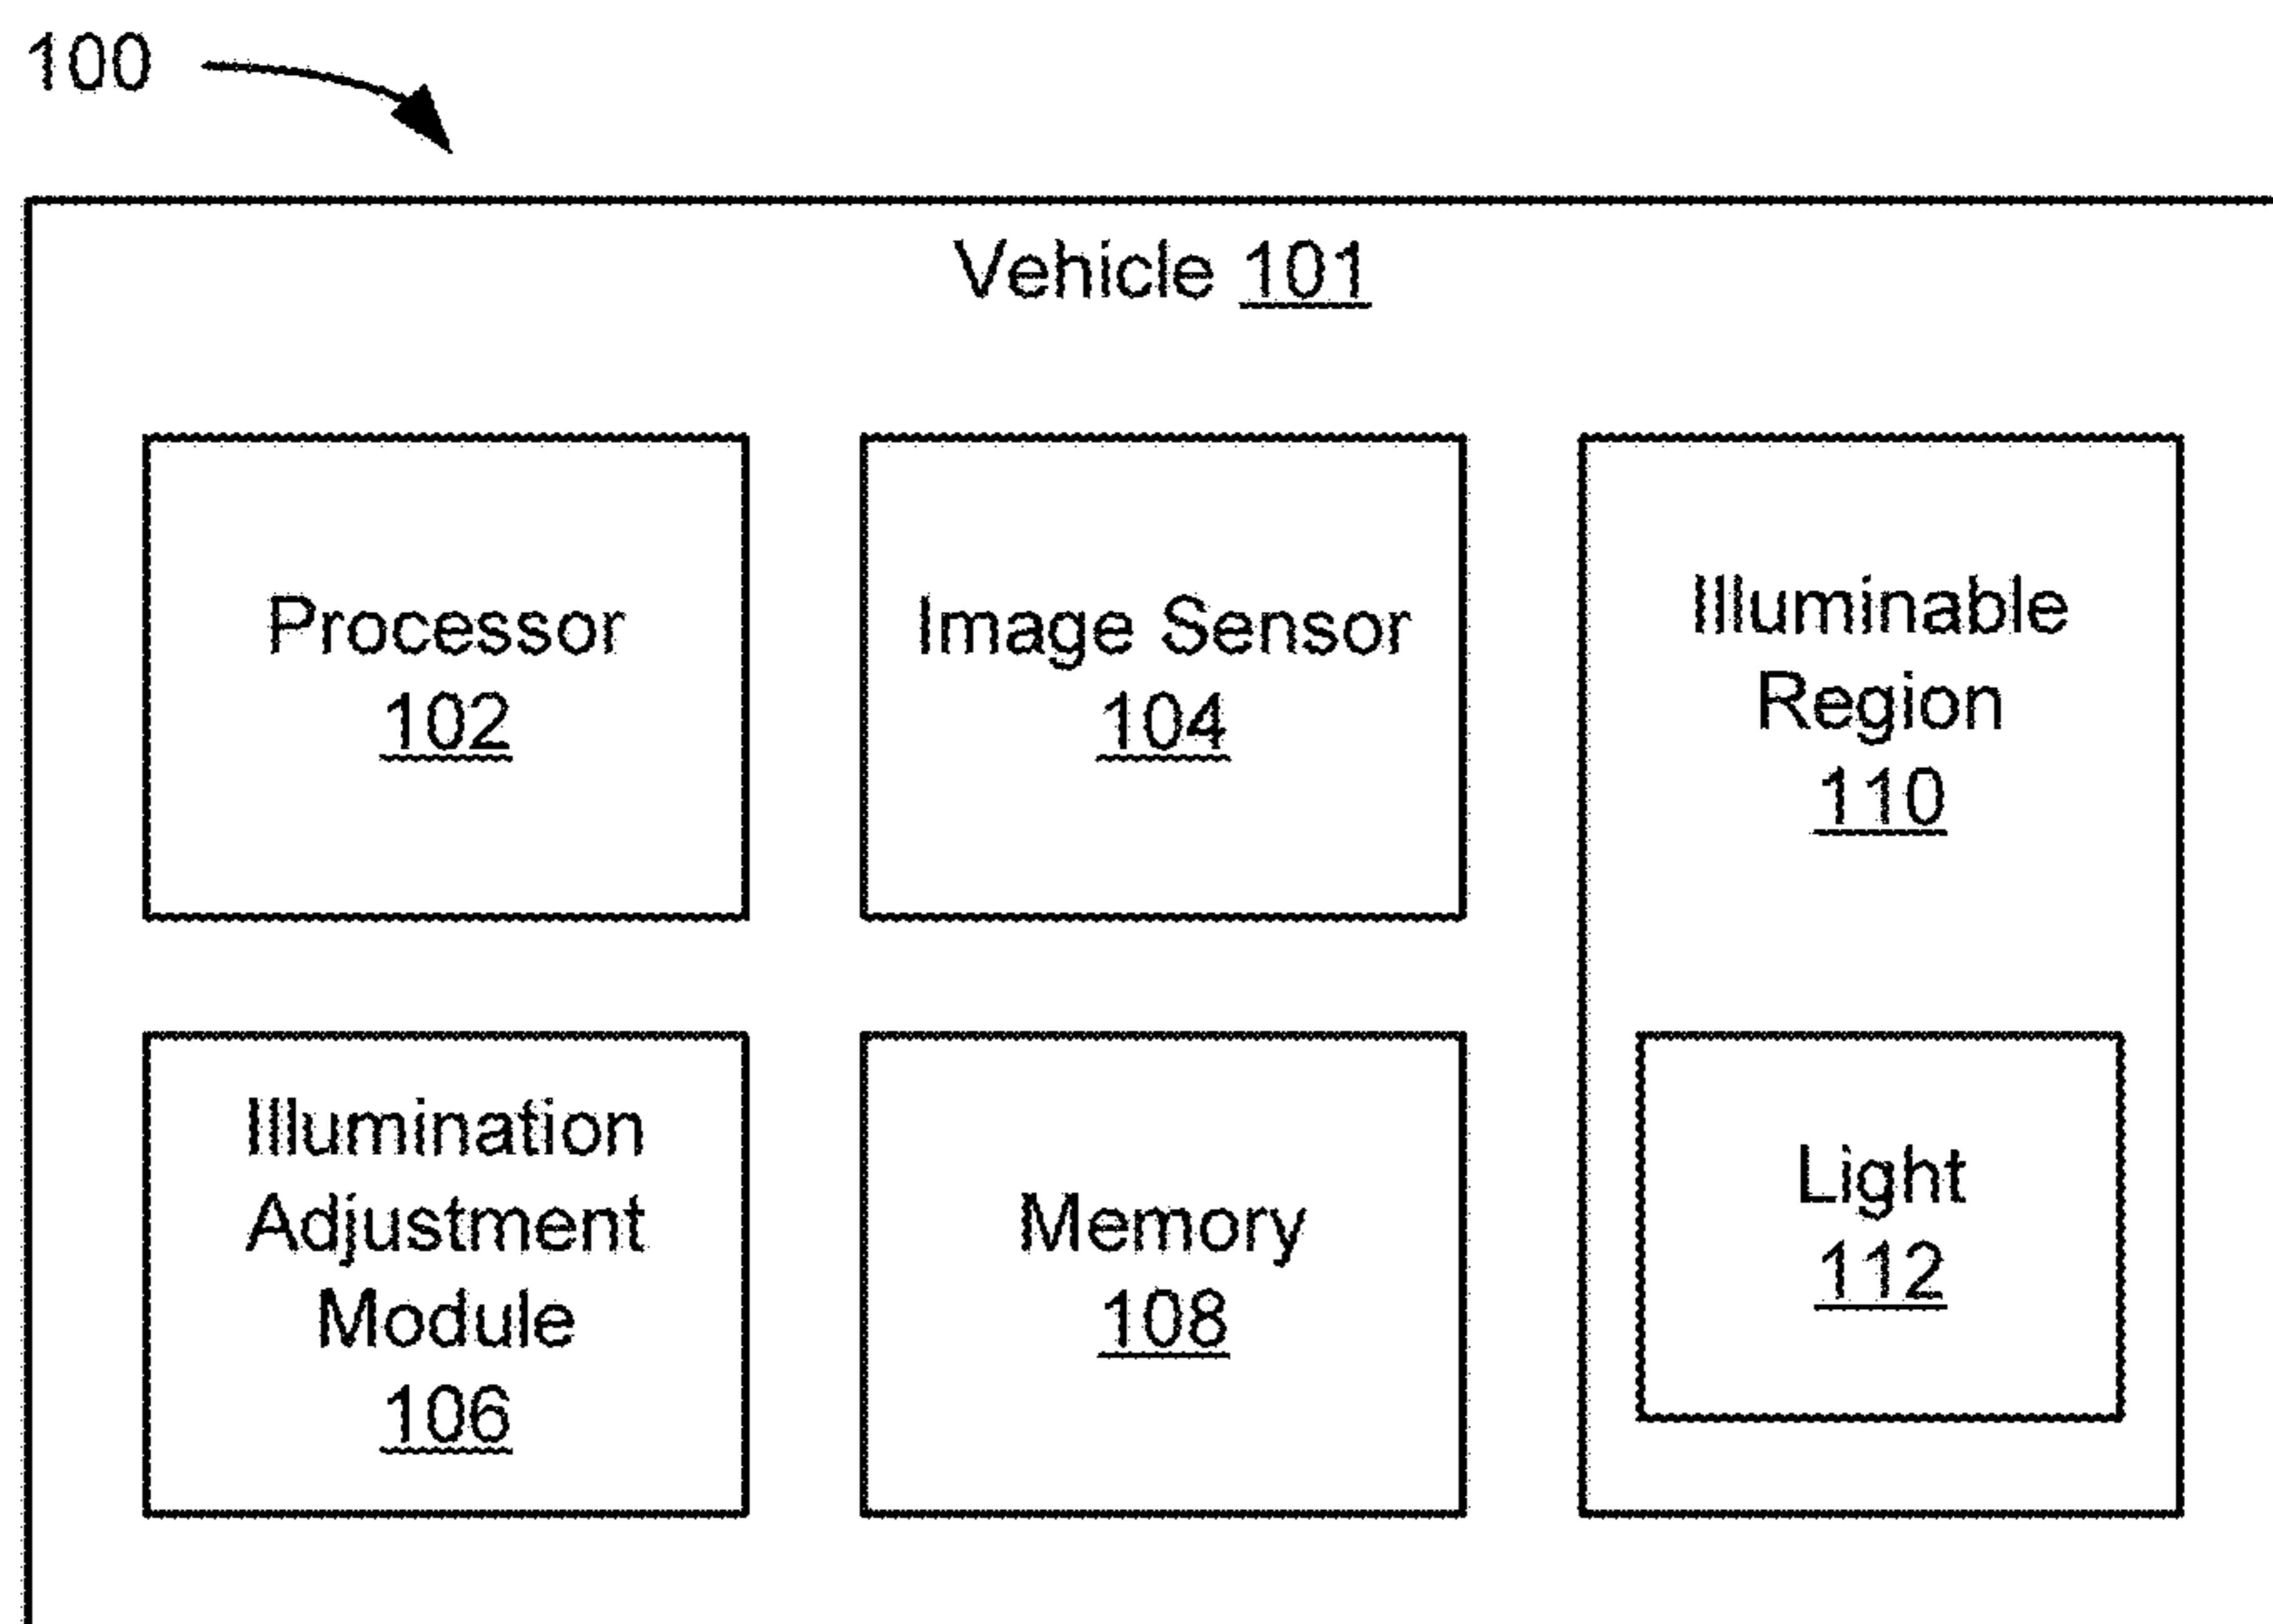 100
Vehicle 101
Processor
102
Image Sensor
104
Illuminable
Region
110
Illumination
Adjustment
Module
106
Memory
108
Light
112